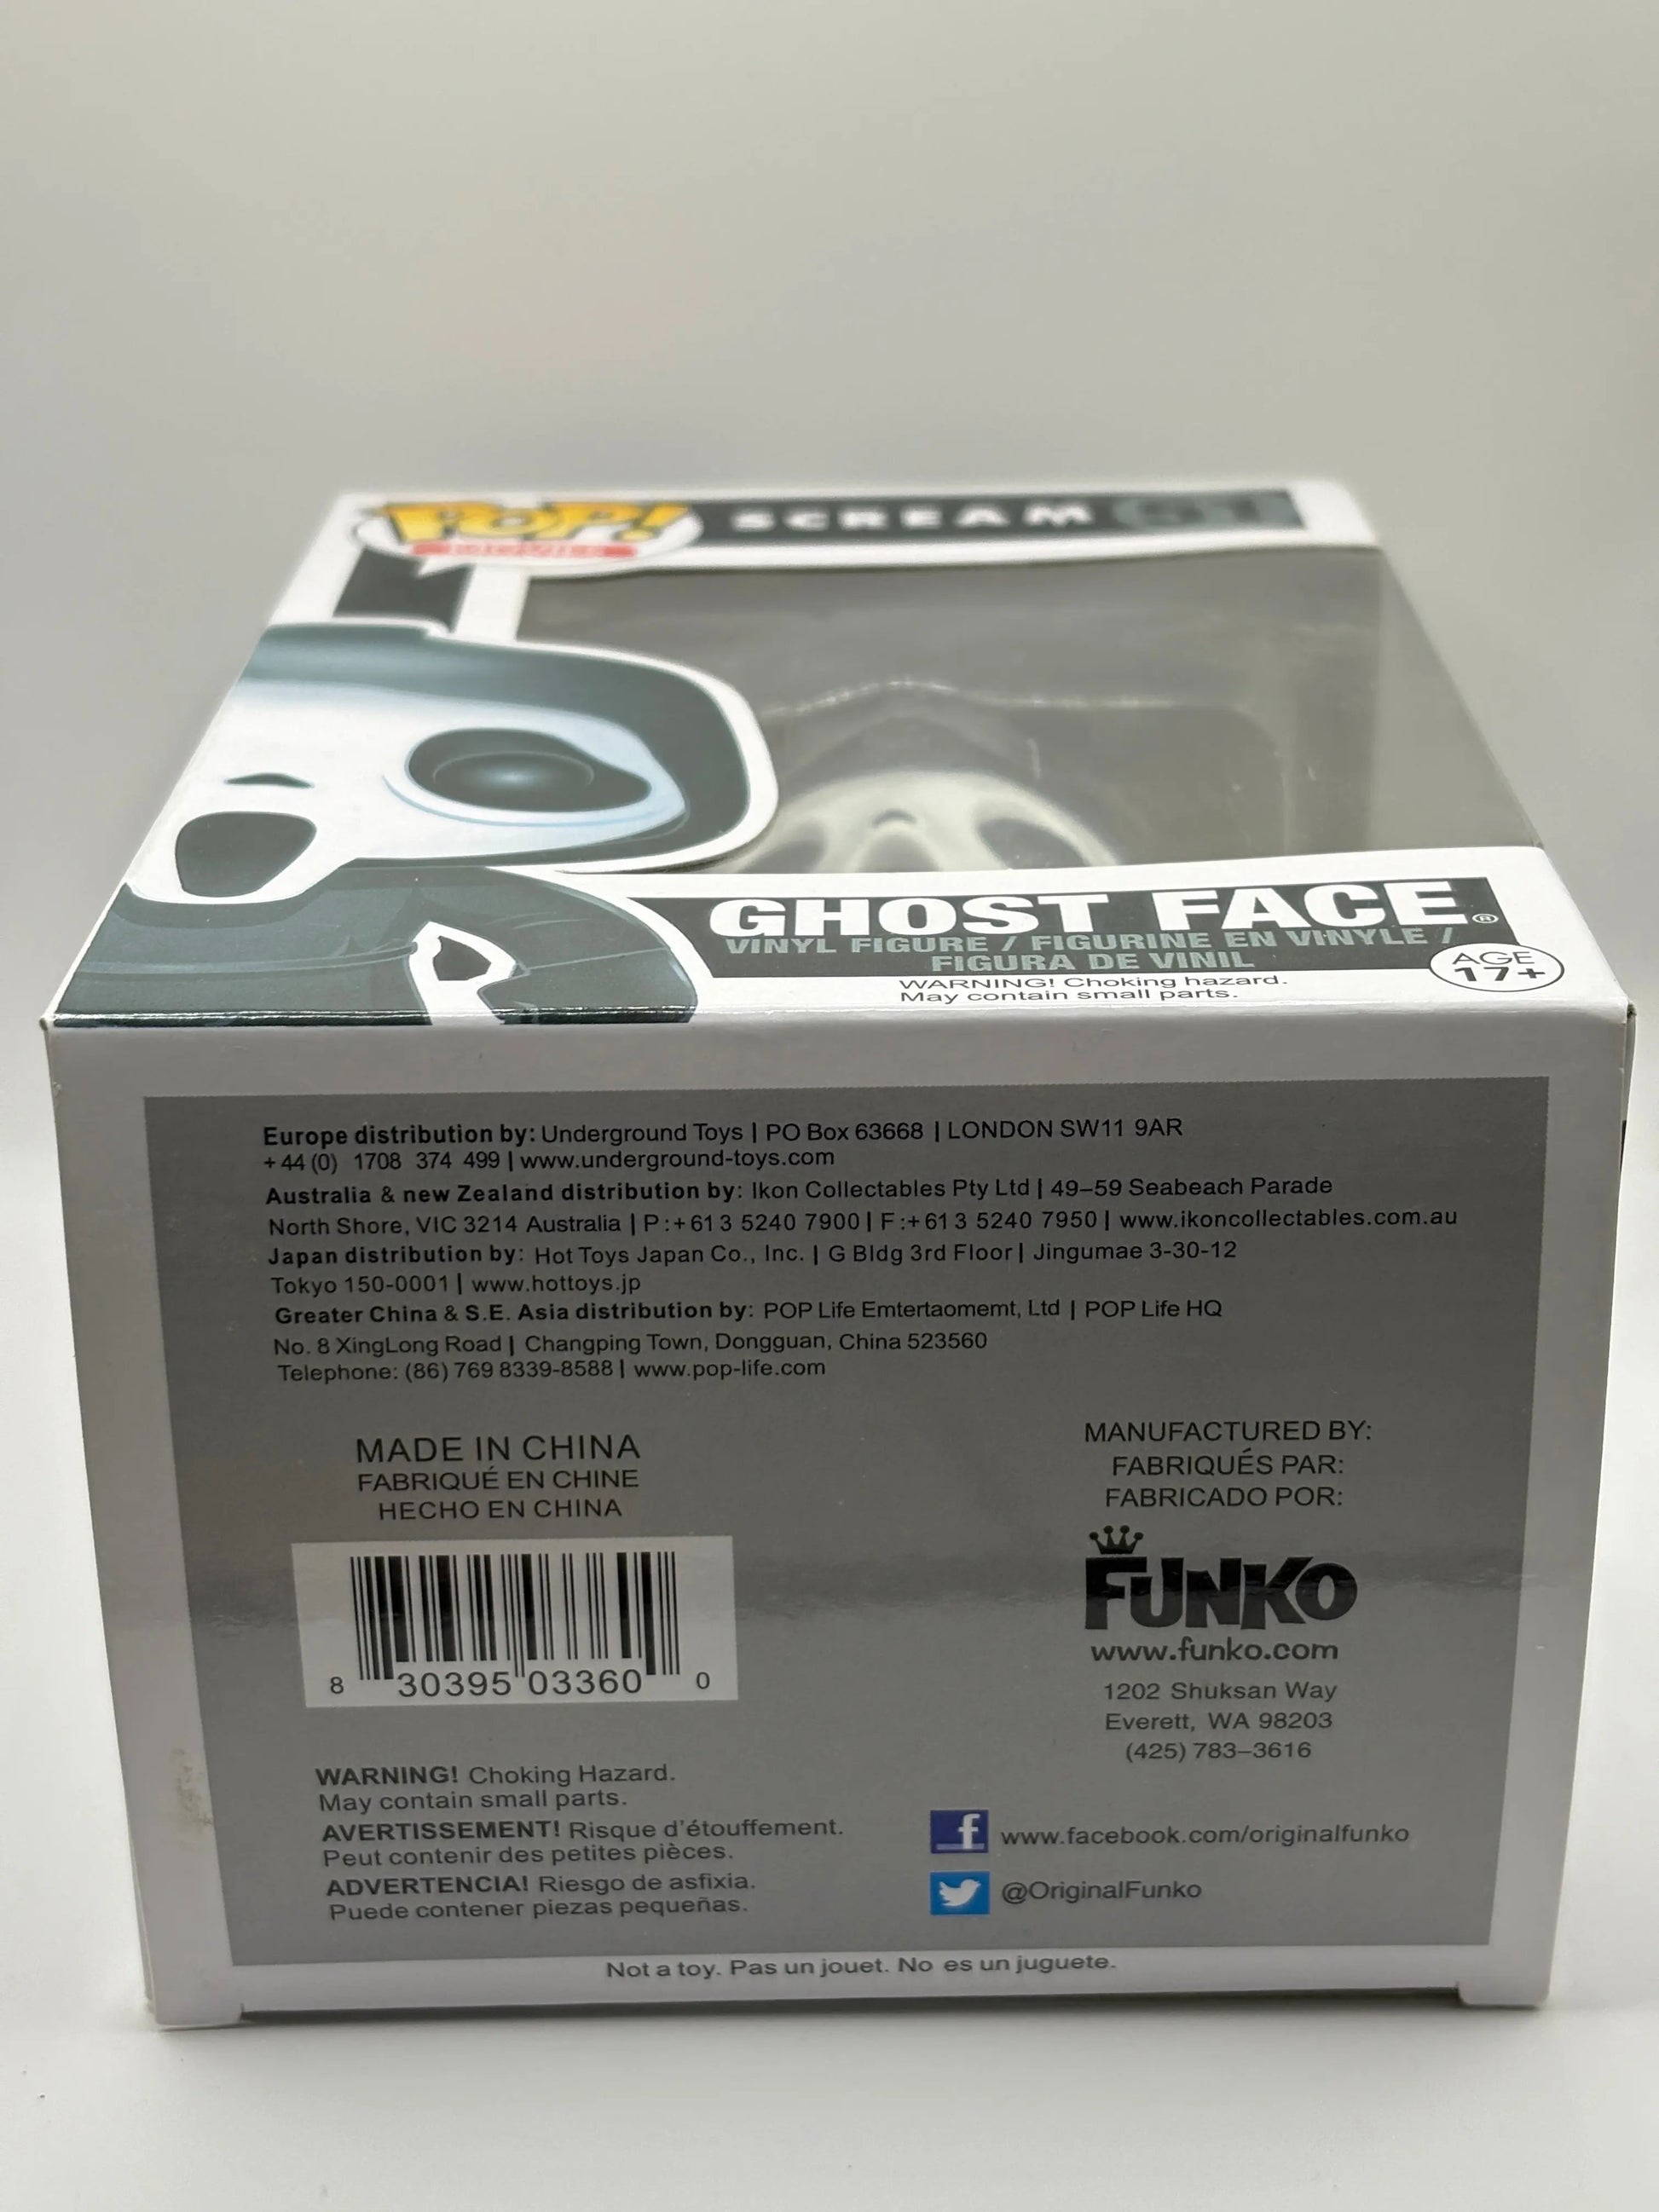 POP!
MOVIES
SCREAM
51
GHOST FACE®
VINYL FIGURE / FIGURINE EN VINYLE /
FIGURA DE VINIL
AGE
17+
WARNING! Choking hazard.
May contain small parts.
Europe distribution by: Underground Toys | PO Box 63668 | LONDON SW11 9AR
+44 (0) 1708 374 499 | www.underground-toys.com
Australia & new Zealand distribution by: Ikon Collectables Pty Ltd | 49–59 Seabeach Parade
North Shore, VIC 3214 Australia | P:+61 3 5240 7900 | F:+61 3 5240 7950 | www.ikoncollectables.com.au
Japan distribution by: Hot Toys Japan Co., Inc. | G Bldg 3rd Floor | Jingumae 3-30-12
Tokyo 150-0001 | www.hottoys.jp
Greater China & S.E. Asia distribution by: POP Life Emtertaomemt, Ltd | POP Life HQ
No. 8 XingLong Road | Changping Town, Dongguan, China 523560
Telephone: (86) 769 8339-8588 | www.pop-life.com
MADE IN CHINA
FABRIQUÉ EN CHINE
HECHO EN CHINA
8 30395 03360 0
MANUFACTURED BY:
FABRIQUÉS PAR:
FABRICADO POR:
FUNKO
www.funko.com
1202 Shuksan Way
Everett, WA 98203
(425) 783–3616
WARNING! Choking Hazard.
May contain small parts.
AVERTISSEMENT! Risque d'étouffement.
Peut contenir des petites pièces.
ADVERTENCIA! Riesgo de asfixia.
Puede contener piezas pequeñas.
f www.facebook.com/originalfunko
@OriginalFunko
Not a toy. Pas un jouet. No es un juguete.